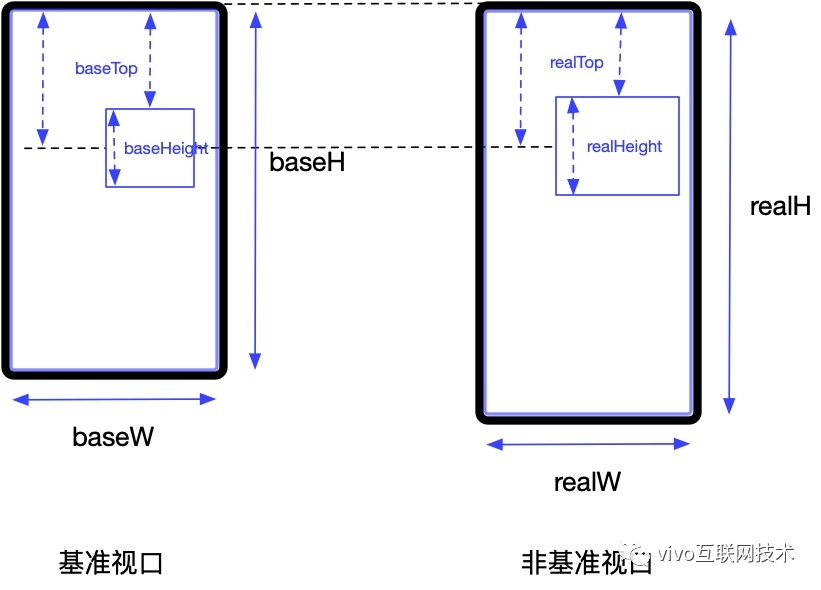 baseTop
baseHeight
baseH
baseW
基准视口
realTop
realHeight
realH
realW
非基准视口
vivo互联网技术